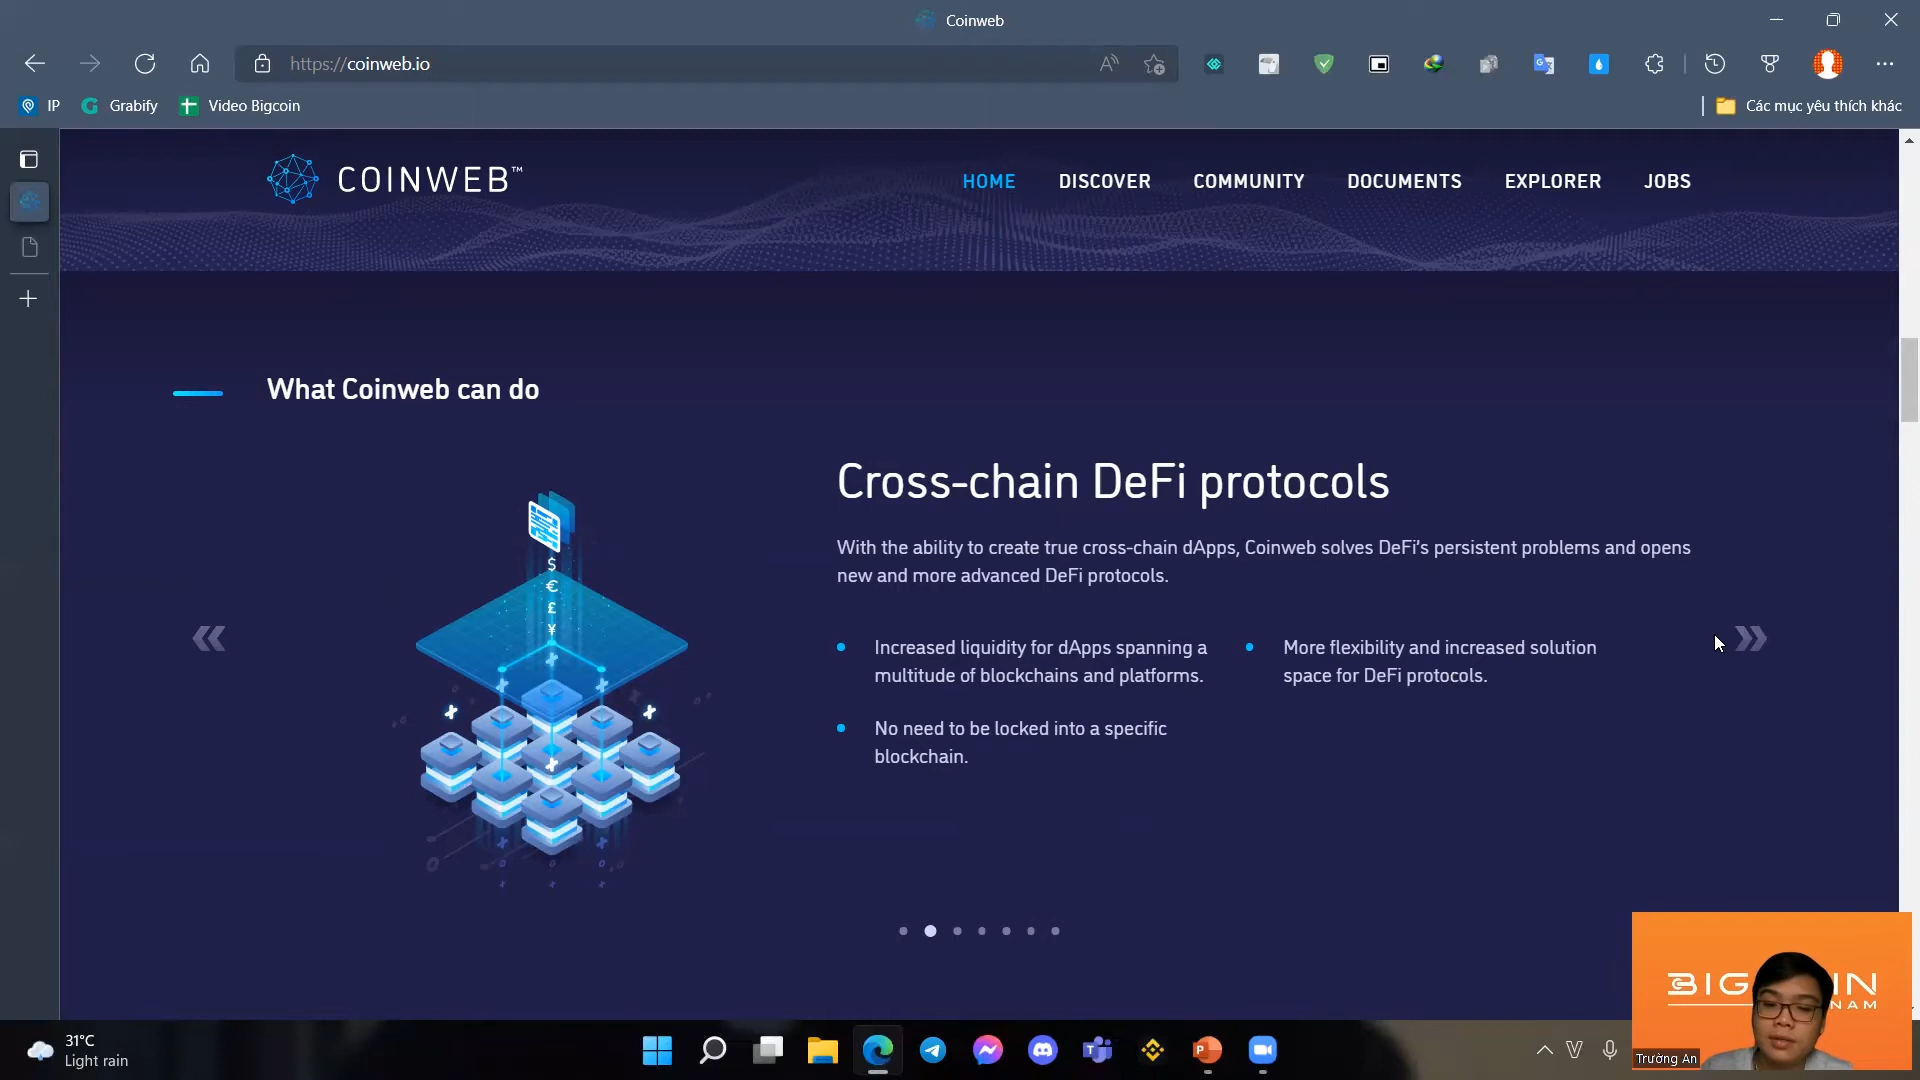 Coinweb
https://coinweb.io
IP
Grabify
Video Bigcoin
Các mục yêu thích khác
COINWEB™
HOME
DISCOVER
COMMUNITY
DOCUMENTS
EXPLORER
JOBS
What Coinweb can do
Cross-chain DeFi protocols
With the ability to create true cross-chain dApps, Coinweb solves DeFi's persistent problems and opens
new and more advanced DeFi protocols.
Increased liquidity for dApps spanning a
multitude of blockchains and platforms.
More flexibility and increased solution
space for DeFi protocols.
No need to be locked into a specific
blockchain.
$
€
£
¥
31°C
Light rain
Trường An